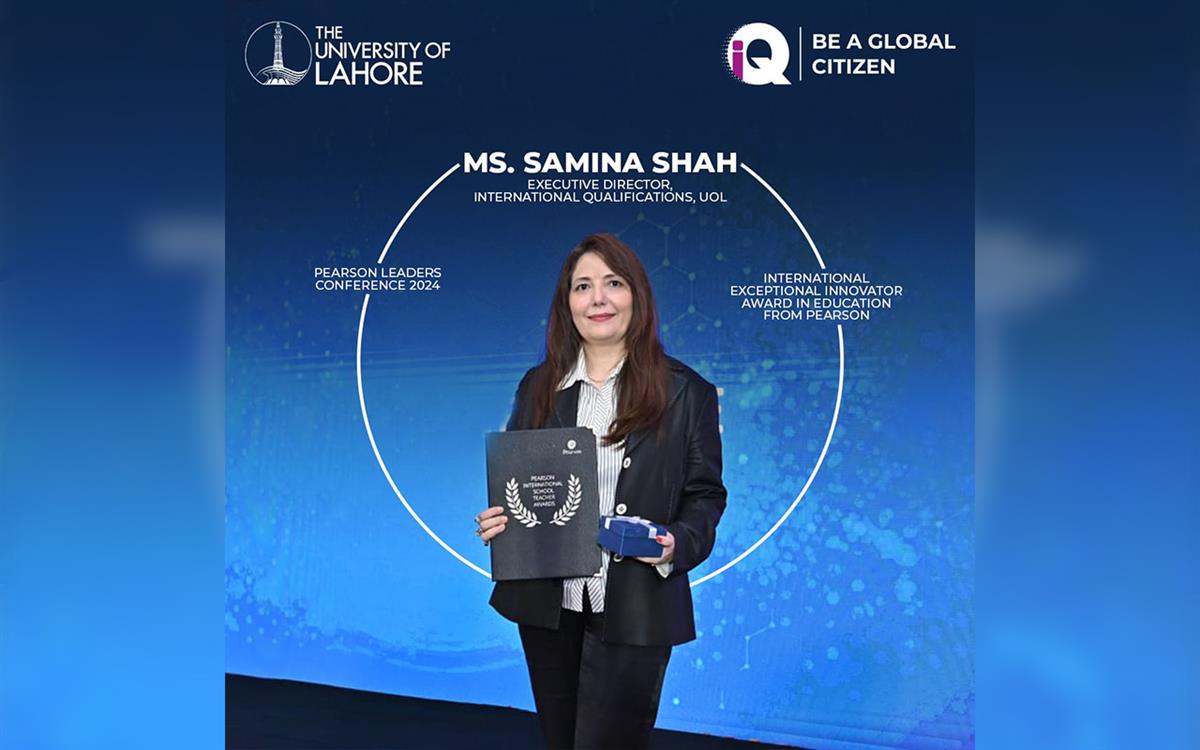 THE
UNIVERSITY OF
LAHORE
iQ
BE A GLOBAL
CITIZEN
MS. SAMINA SHAH
EXECUTIVE DIRECTOR,
INTERNATIONAL QUALIFICATIONS, UOL
PEARSON LEADERS
CONFERENCE 2024
INTERNATIONAL
EXCEPTIONAL INNOVATOR
AWARD IN EDUCATION
FROM PEARSON
Pearson
PEARSON
INTERNATIONAL
SCHOOL
TEACHER
AWARDS